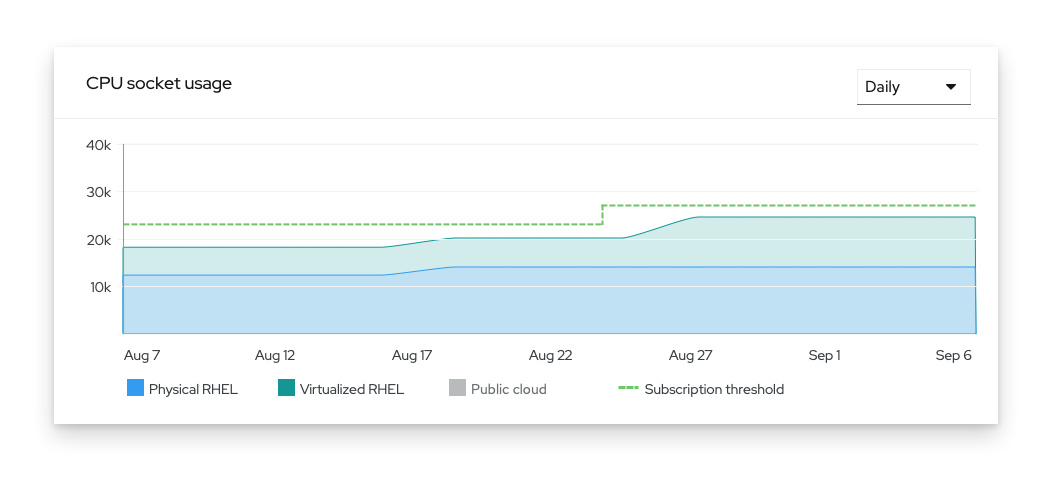 CPU socket usage
Daily
40k
30k
20k
10k
Aug 7 Aug 12 Aug 17 Aug 22 Aug 27 Sep 1 Sep 6
Physical RHEL Virtualized RHEL Public cloud Subscription threshold